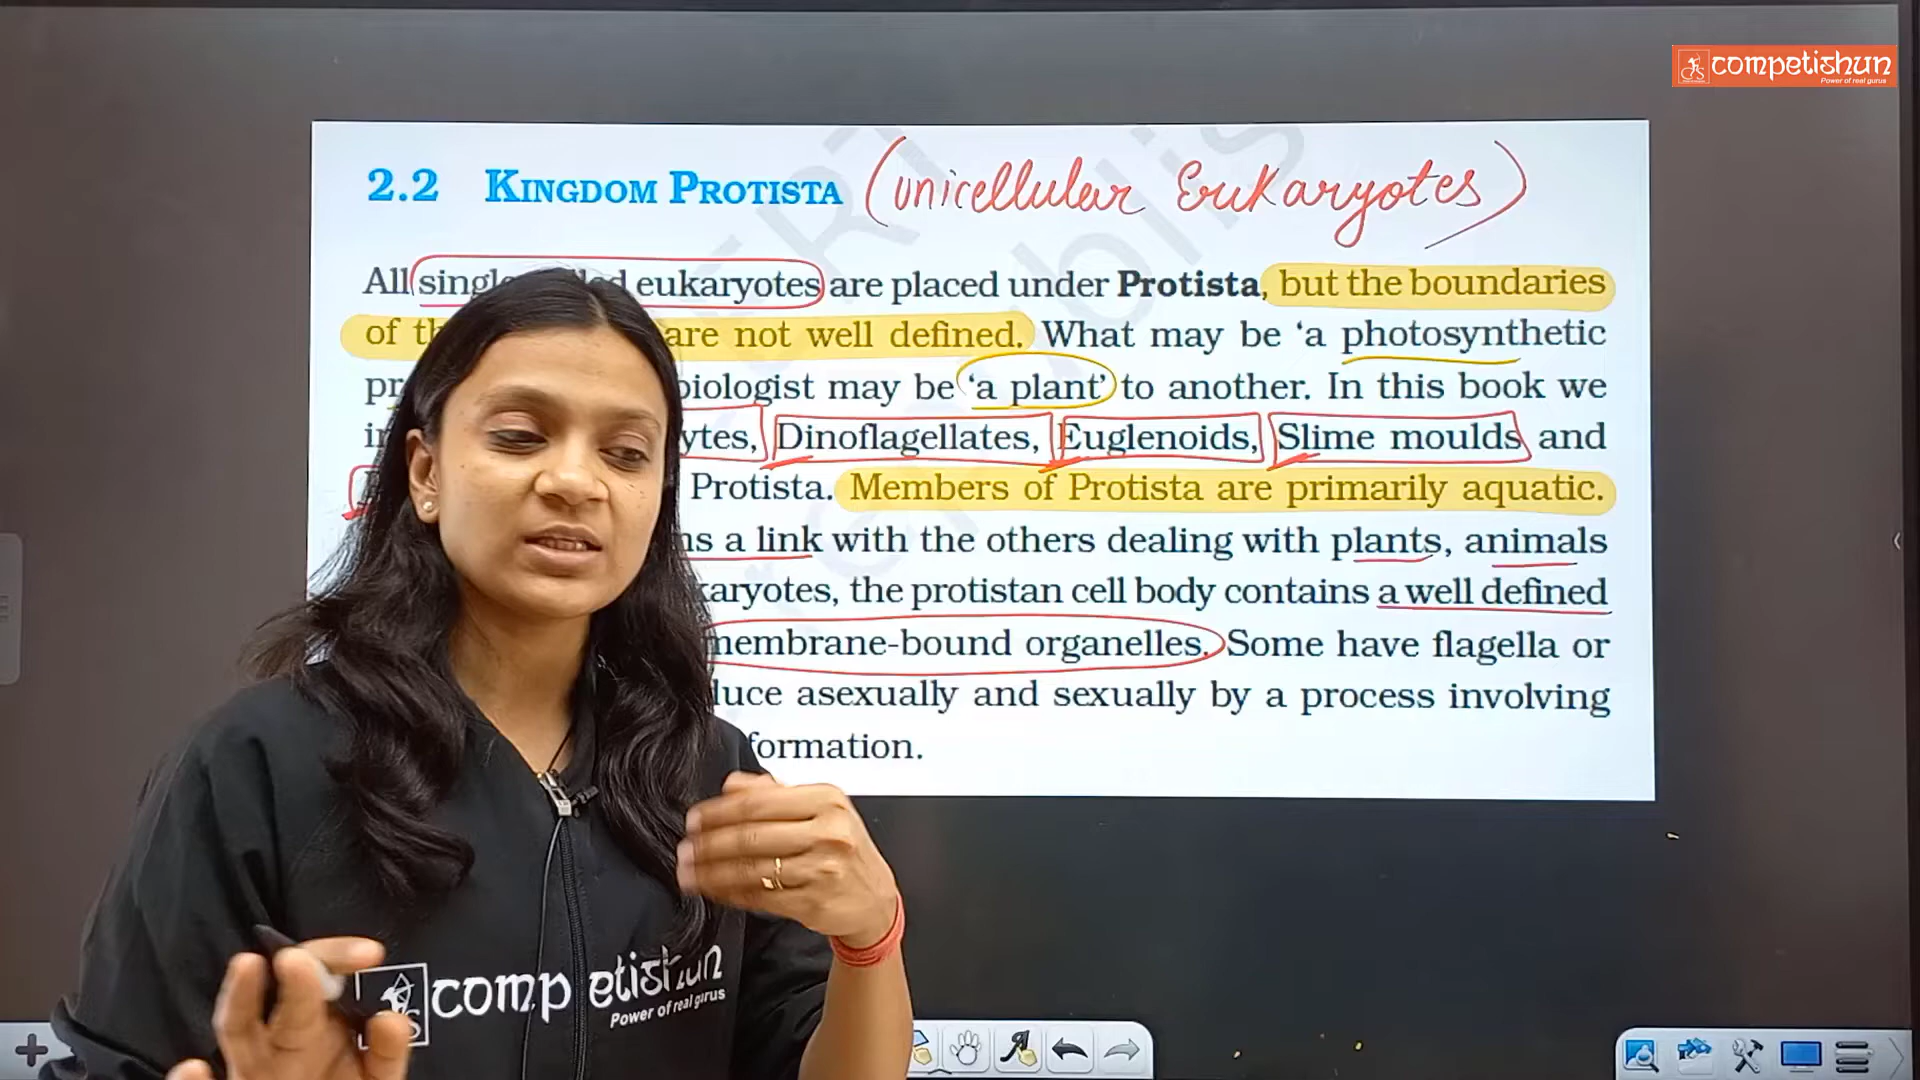 competishun
Power of real gurus
2.2 KINGDOM PROTISTA (unicellular Eukaryotes)
All eukaryotes are placed under Protista, but the boundaries
of are not well defined. What may be ‘a photosynthetic
biologist may be ‘a plant’ to another. In this book we
Dinoflagellates, Euglenoids, Slime moulds and
Protista. Members of Protista are primarily aquatic.
a link with the others dealing with plants, animals
the protistan cell body contains a well defined
membrane-bound organelles. Some have flagella or
asexually and sexually by a process involving
formation.
competishun
Power of real gurus